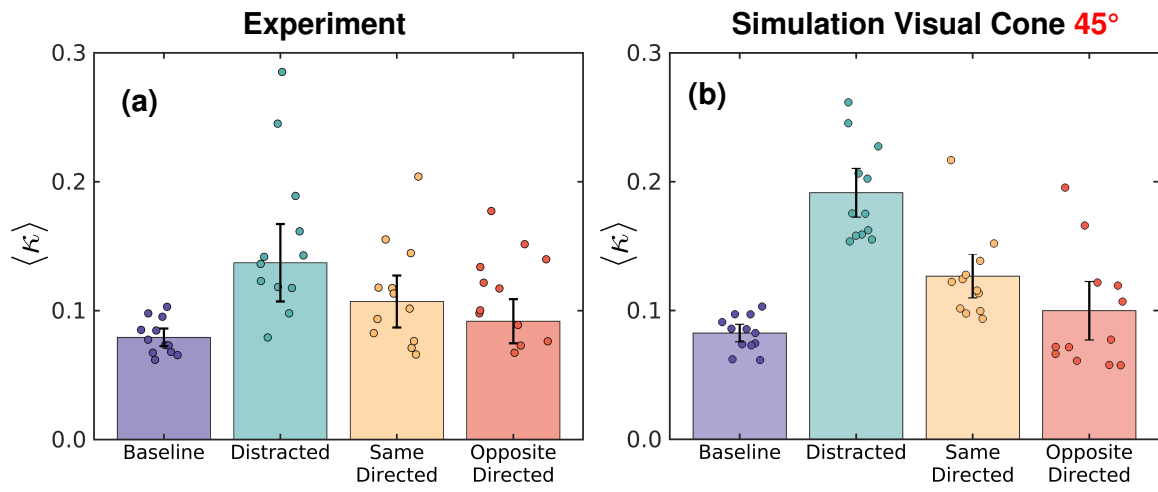 Experiment
(a)
⟨κ⟩
0.3
0.2
0.1
0.0
Baseline
Distracted
Same
Directed
Opposite
Directed
Simulation Visual Cone 45°
(b)
⟨κ⟩
0.3
0.2
0.1
0.0
Baseline
Distracted
Same
Directed
Opposite
Directed